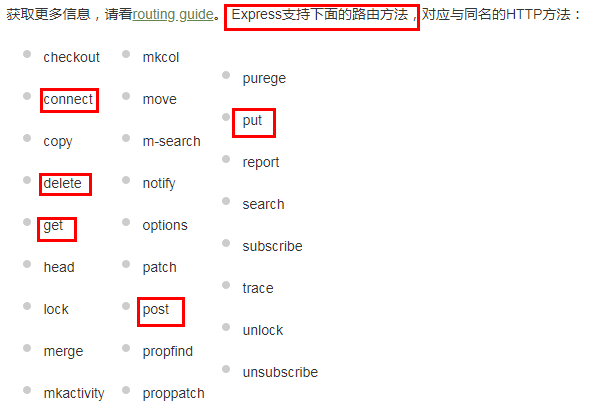 获取更多信息，请看routing guide。 Express支持下面的路由方法，对应与同名的HTTP方法：
checkout
connect
copy
delete
get
head
lock
merge
mkactivity
mkcol
move
m-search
notify
options
patch
post
propfind
proppatch
purege
put
report
search
subscribe
trace
unlock
unsubscribe